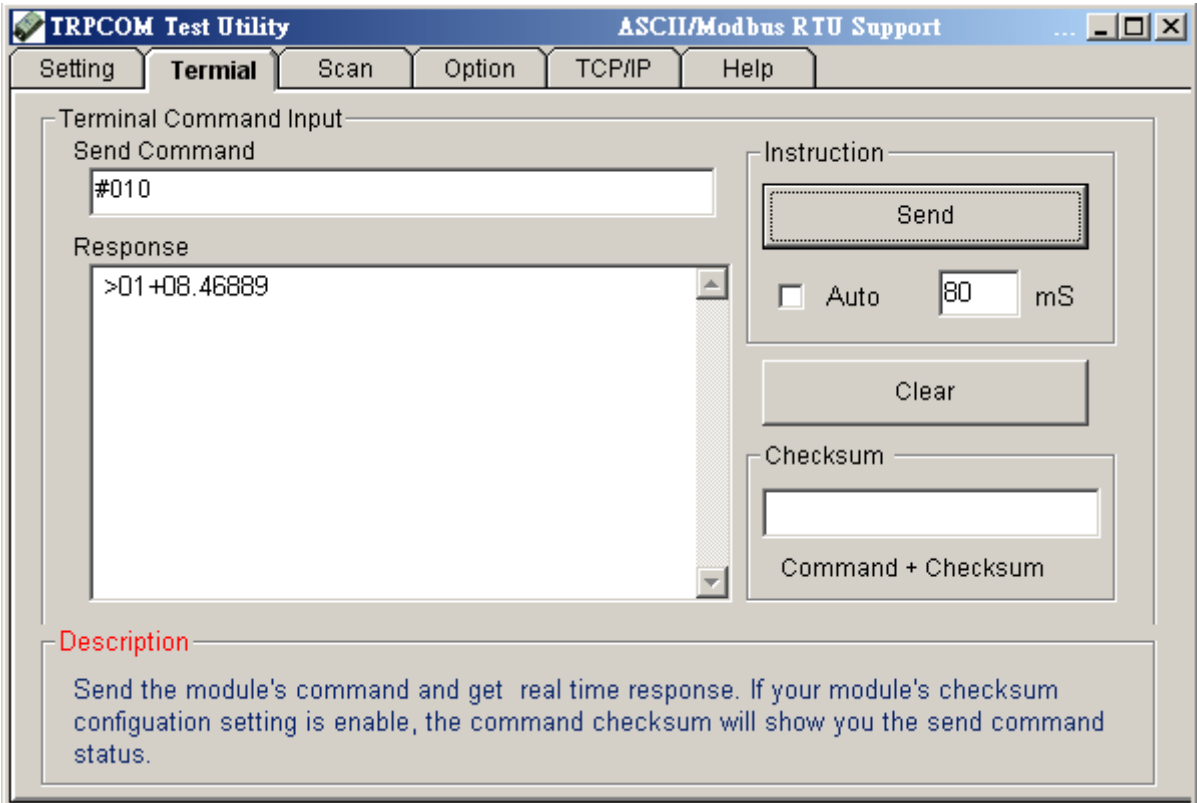 TRPCOM Test Utility ASCII/Modbus RTU Support ...
Setting Termial Scan Option TCP/IP Help
Terminal Command Input
Send Command
#010
Response
>01+08.46889
Instruction
Send
Auto 80 mS
Clear
Checksum
Command + Checksum
Description
Send the module's command and get real time response. If your module's checksum
configuation setting is enable, the command checksum will show you the send command
status.